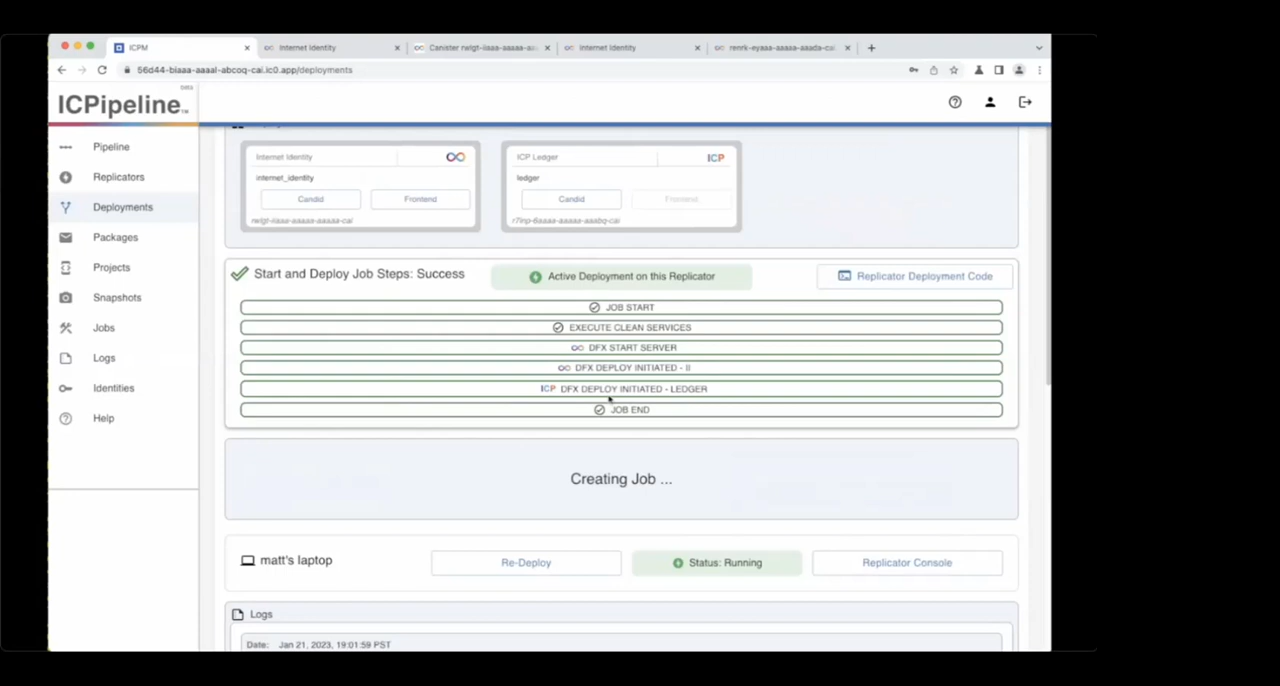 ICPM
Internet Identity
Canister rwlgt-iiaaa-aaaaa-aa
Internet Identity
renrk-eyaaa-aaaaa-aaada-cai
56d44-biaaa-aaaal-abcoq-cai.ic0.app/deployments
ICPipeline™
beta
Pipeline
Replicators
Deployments
Packages
Projects
Snapshots
Jobs
Logs
Identities
Help
Internet Identity
internet_identity
Candid
Frontend
rwlgt-iiaaa-aaaaa-aaaaa-cai
ICP Ledger
ICP
ledger
Candid
Frontend
r7inp-6aaaa-aaaaa-aaabq-cai
Start and Deploy Job Steps: Success
Active Deployment on this Replicator
Replicator Deployment Code
JOB START
EXECUTE CLEAN SERVICES
DFX START SERVER
DFX DEPLOY INITIATED - II
ICP DFX DEPLOY INITIATED - LEDGER
JOB END
Creating Job ...
matt's laptop
Re-Deploy
Status: Running
Replicator Console
Logs
Date: Jan 21, 2023, 19:01:59 PST